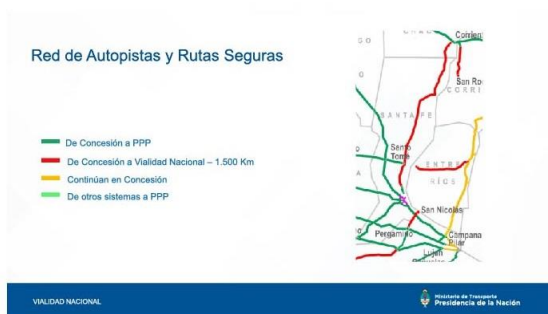 Red de Autopistas y Rutas Seguras
De Concesión a PPP
De Concesión a Vialidad Nacional – 1.500 Km
Continúan en Concesión
De otros sistemas a PPP
Corrien
San Ro
CORRI
SANTA FE
Santo
Tomé
ENTRE
RÍOS
San Nicolás
Pergamino
Campana
Pilar
Luján
VIALIDAD NACIONAL
Ministerio de Transporte
Presidencia de la Nación